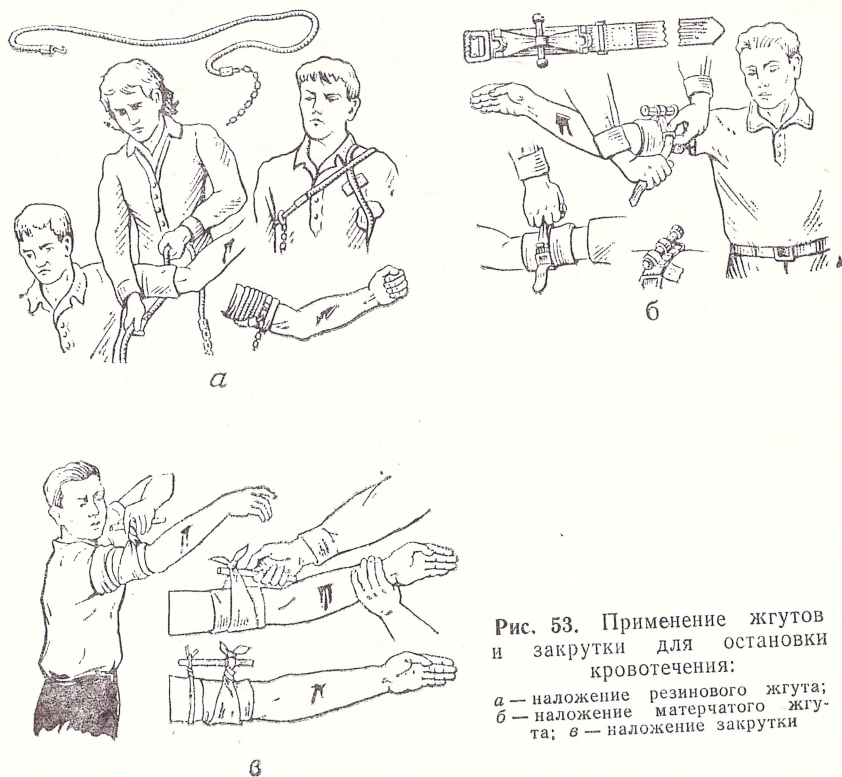 а
б
в
Рис. 53. Применение жгутов
и закрутки для остановки
кровотечения:
а — наложение резинового жгута;
б — наложение матерчатого жгу-
та; в — наложение закрутки